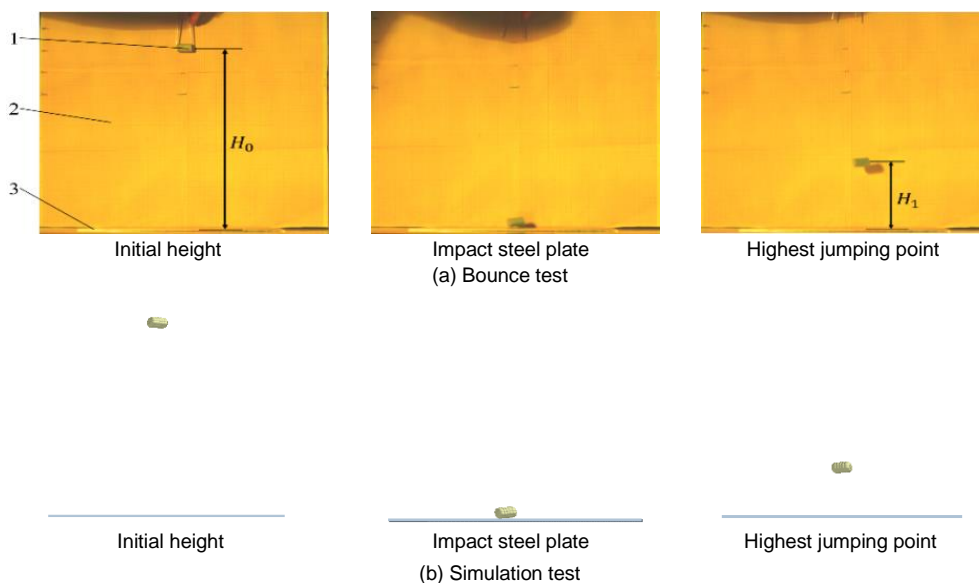 1
2
3
H₀
H₁
Initial height
Impact steel plate
Highest jumping point
(a) Bounce test
Initial height
Impact steel plate
Highest jumping point
(b) Simulation test